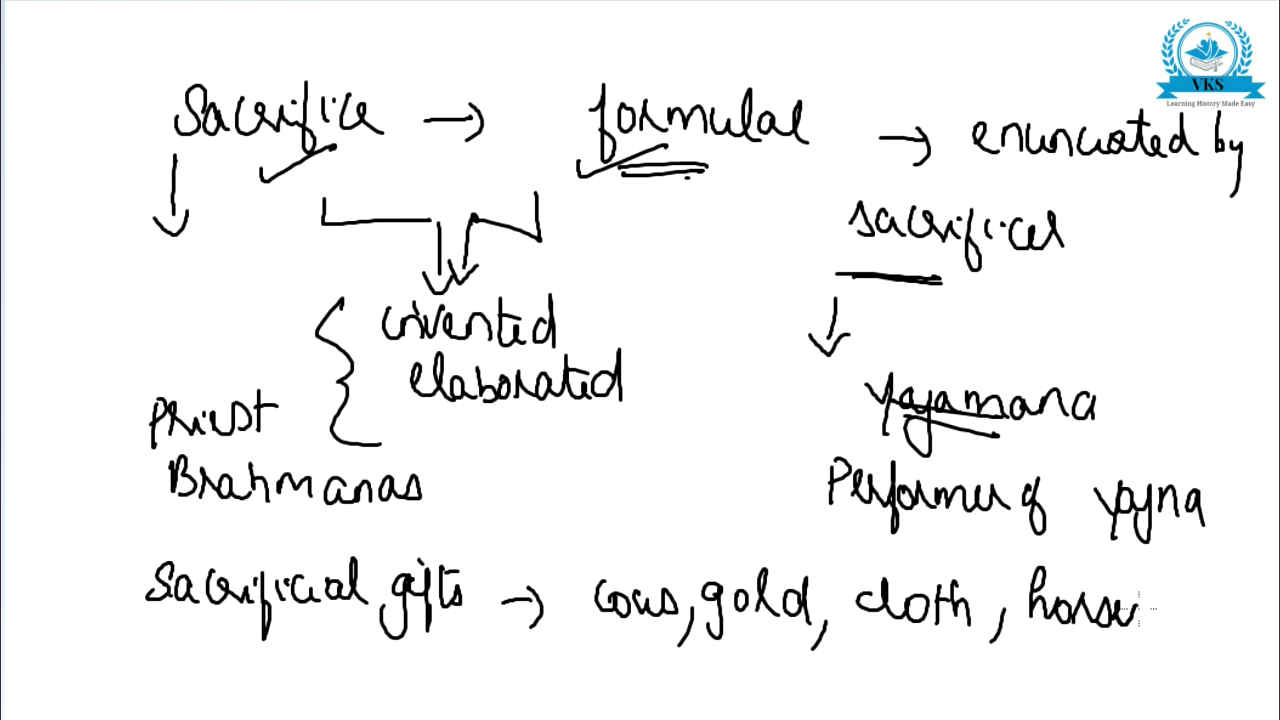 VKS
Learning History Made Easy
Sacrifice → formulae → enunciated by
sacrificer
invented
elaborated
Priest
Brahmanas
Yajamana
Performer of Yajna
Sacrificial gifts → cows, gold, cloth, horse